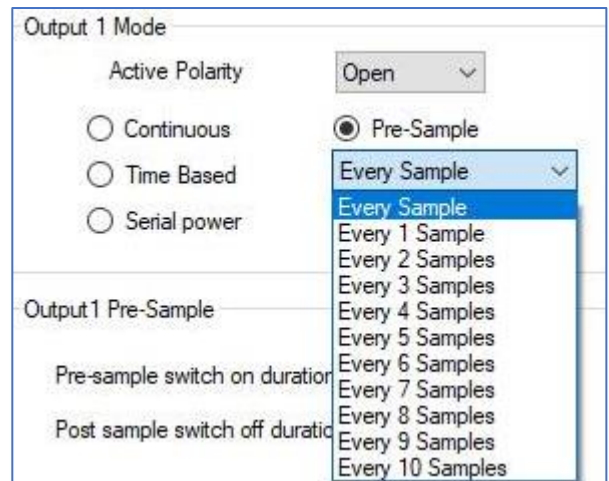 Output 1 Mode
Active Polarity Open
Continuous Pre-Sample
Time Based Every Sample
Every Sample
Serial power
Every 1 Sample
Every 2 Samples
Every 3 Samples
Output1 Pre-Sample
Every 4 Samples
Every 5 Samples
Every 6 Samples
Pre-sample switch on duration
Every 7 Samples
Every 8 Samples
Post sample switch off
Every 9 Samples
Every 10 Samples